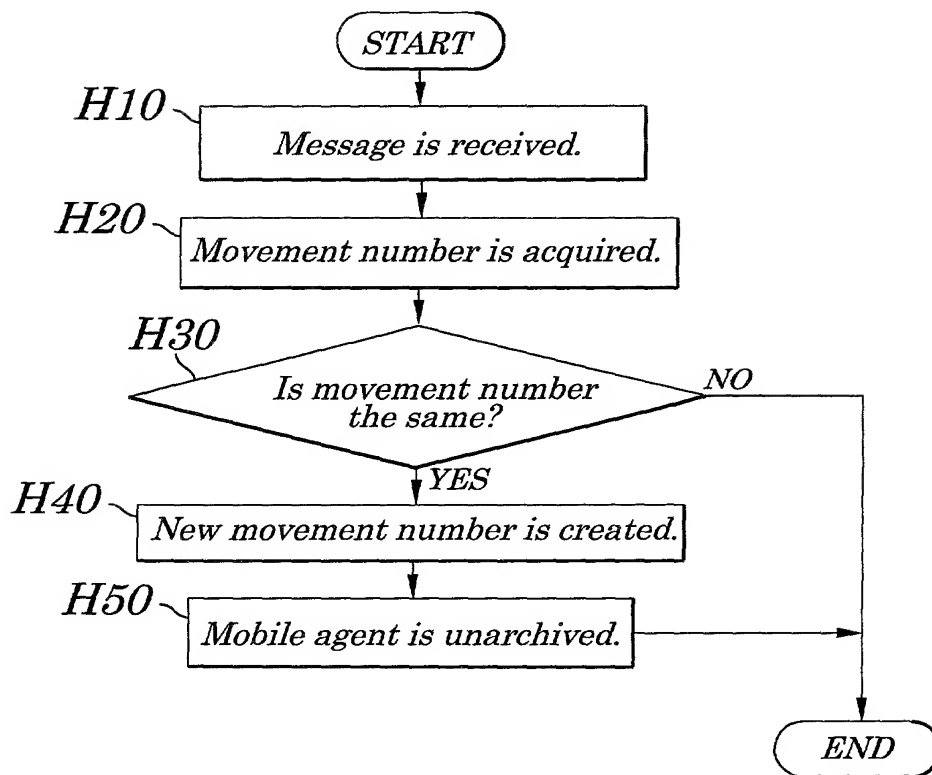 START
H10
Message is received.
H20
Movement number is acquired.
H30
Is movement number
the same?
NO
YES
H40
New movement number is created.
H50
Mobile agent is unarchived.
END